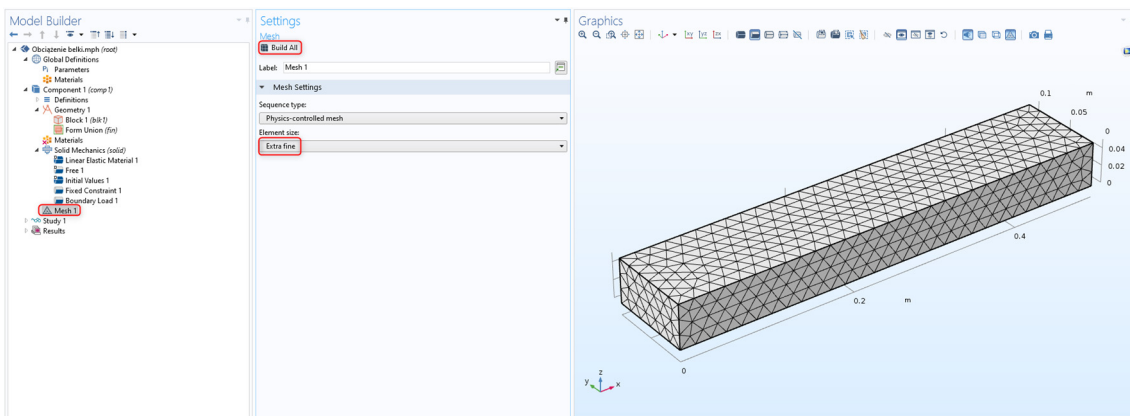 Model Builder
Obciążenie belki.mph (root)
Global Definitions
Parameters
Materials
Component 1 (comp1)
Definitions
Geometry 1
Block 1 (blk1)
Form Union (fin)
Materials
Solid Mechanics (solid)
Linear Elastic Material 1
Free 1
Initial Values 1
Fixed Constraint 1
Boundary Load 1
Mesh 1
Study 1
Results
Settings
Mesh
Build All
Label: Mesh 1
Mesh Settings
Sequence type:
Physics-controlled mesh
Element size:
Extra fine
Graphics
0.1 m
0.05
0
0.04
0.02
0
0.4
0.2 m
0
z
y x